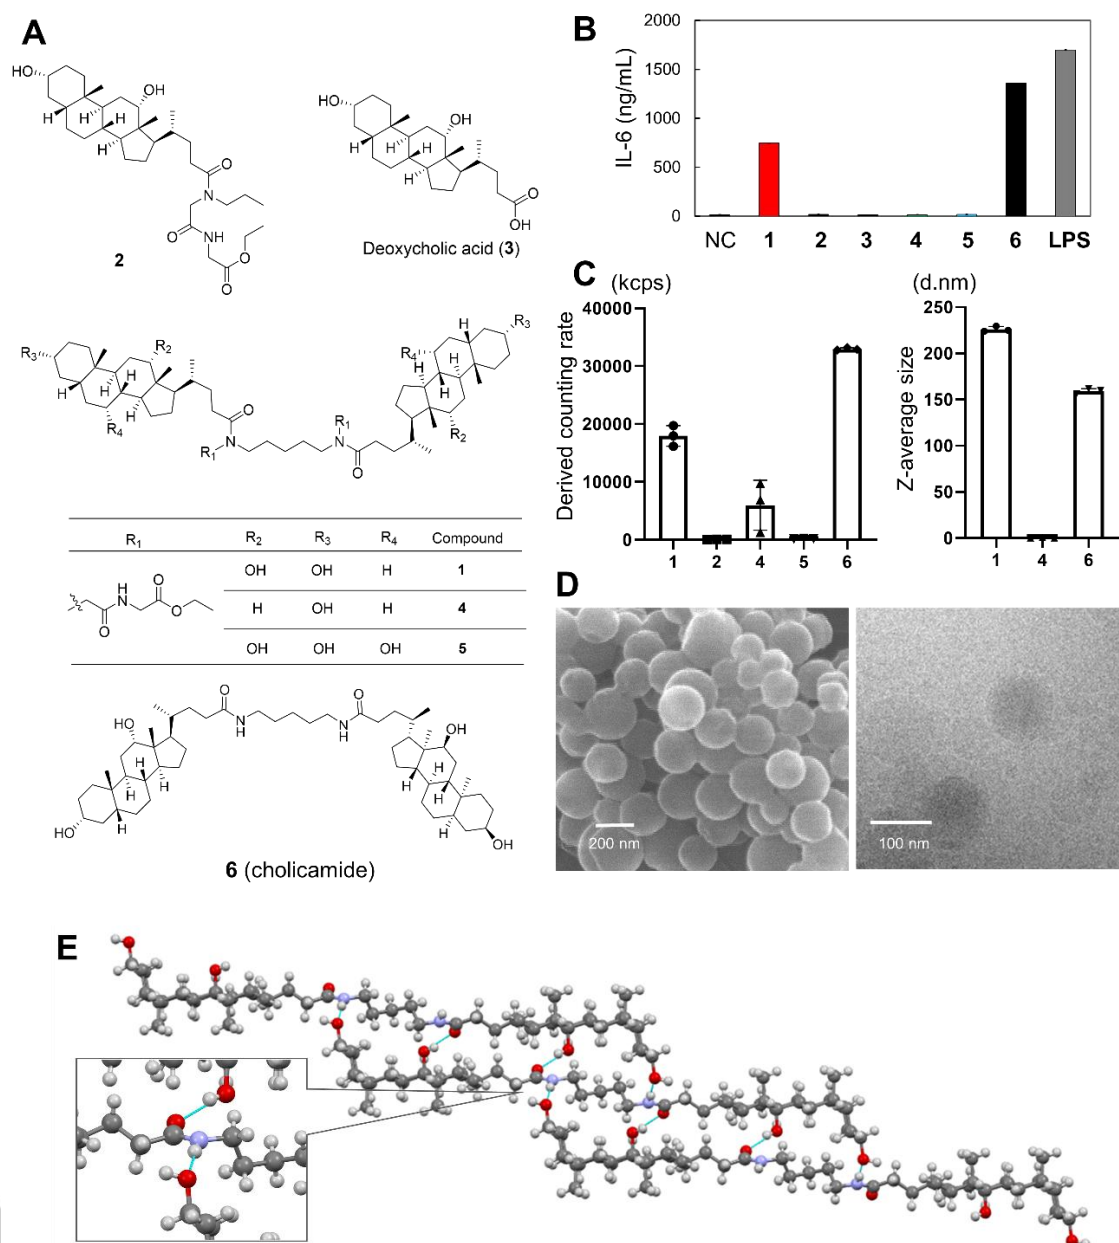 A
HO
OH
H
H
H
H
O
N
O
NH
O
O
2
HO
OH
H
H
H
H
O
OH
Deoxycholic acid (3)
R3
R2
H
H
H
H
R4
O
N
R1
R1
N
O
H
R3
R4
H
H
H
R2
R1 R2 R3 R4 Compound
OH OH H 1
H
N
O
O
O
H OH H 4
OH OH OH 5
O
N
H
O
N
H
HO
H
H
H
H
HO
OH
H
H
H
H
OH
6 (cholicamide)
B
IL-6 (ng/mL)
2000
1500
1000
500
0
NC 1 2 3 4 5 6 LPS
C
(kcps)
Derived counting rate
40000
30000
20000
10000
0
1 2 4 5 6
(d.nm)
Z-average size
250
200
150
100
50
0
1 4 6
D
200 nm
100 nm
E